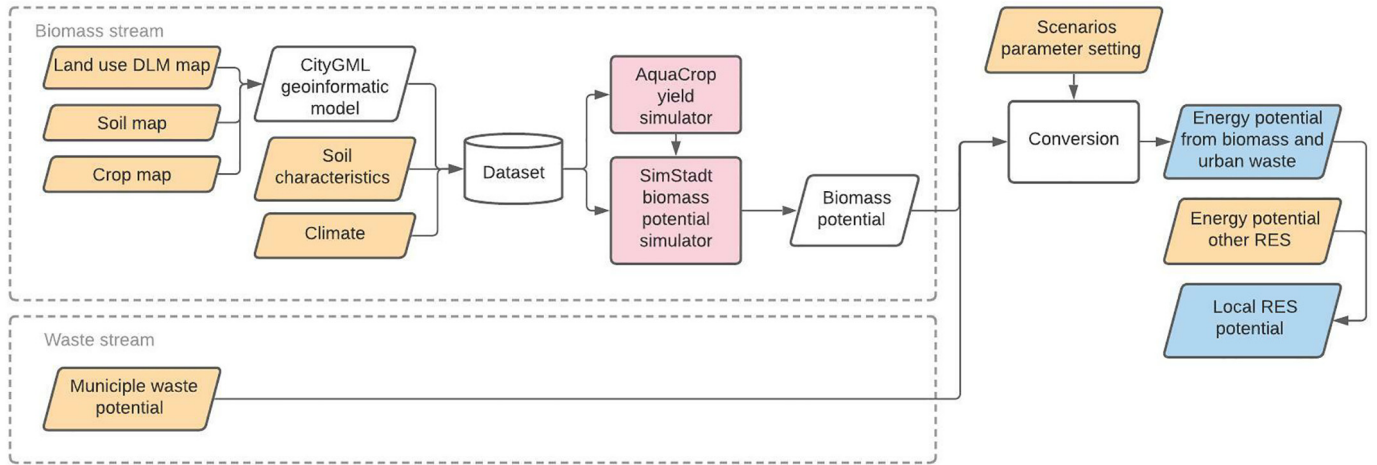 Biomass stream
Land use DLM map
Soil map
Crop map
CityGML
geoinformatic
model
Soil
characteristics
Climate
Dataset
AquaCrop
yield
simulator
SimStadt
biomass
potential
simulator
Biomass
potential
Scenarios
parameter setting
Conversion
Energy potential
from biomass and
urban waste
Energy potential
other RES
Local RES
potential
Waste stream
Municiple waste
potential